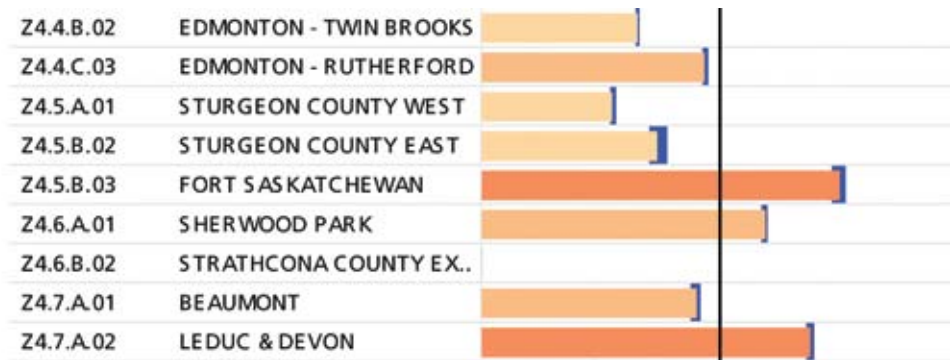 Z4.4.B.02 EDMONTON - TWIN BROOKS
Z4.4.C.03 EDMONTON - RUTHERFORD
Z4.5.A.01 STURGEON COUNTY WEST
Z4.5.B.02 STURGEON COUNTY EAST
Z4.5.B.03 FORT SASKATCHEWAN
Z4.6.A.01 SHERWOOD PARK
Z4.6.B.02 STRATHCONA COUNTY EX..
Z4.7.A.01 BEAUMONT
Z4.7.A.02 LEDUC & DEVON